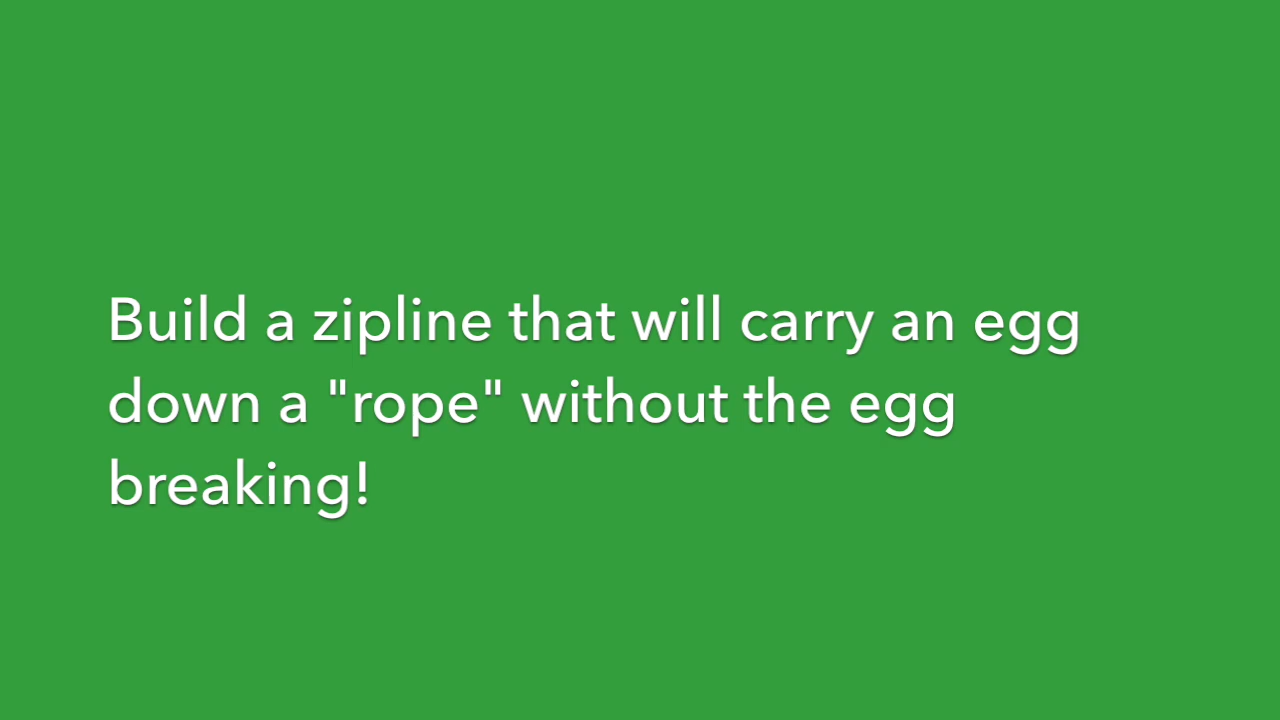 Build a zipline that will carry an egg
down a "rope" without the egg
breaking!